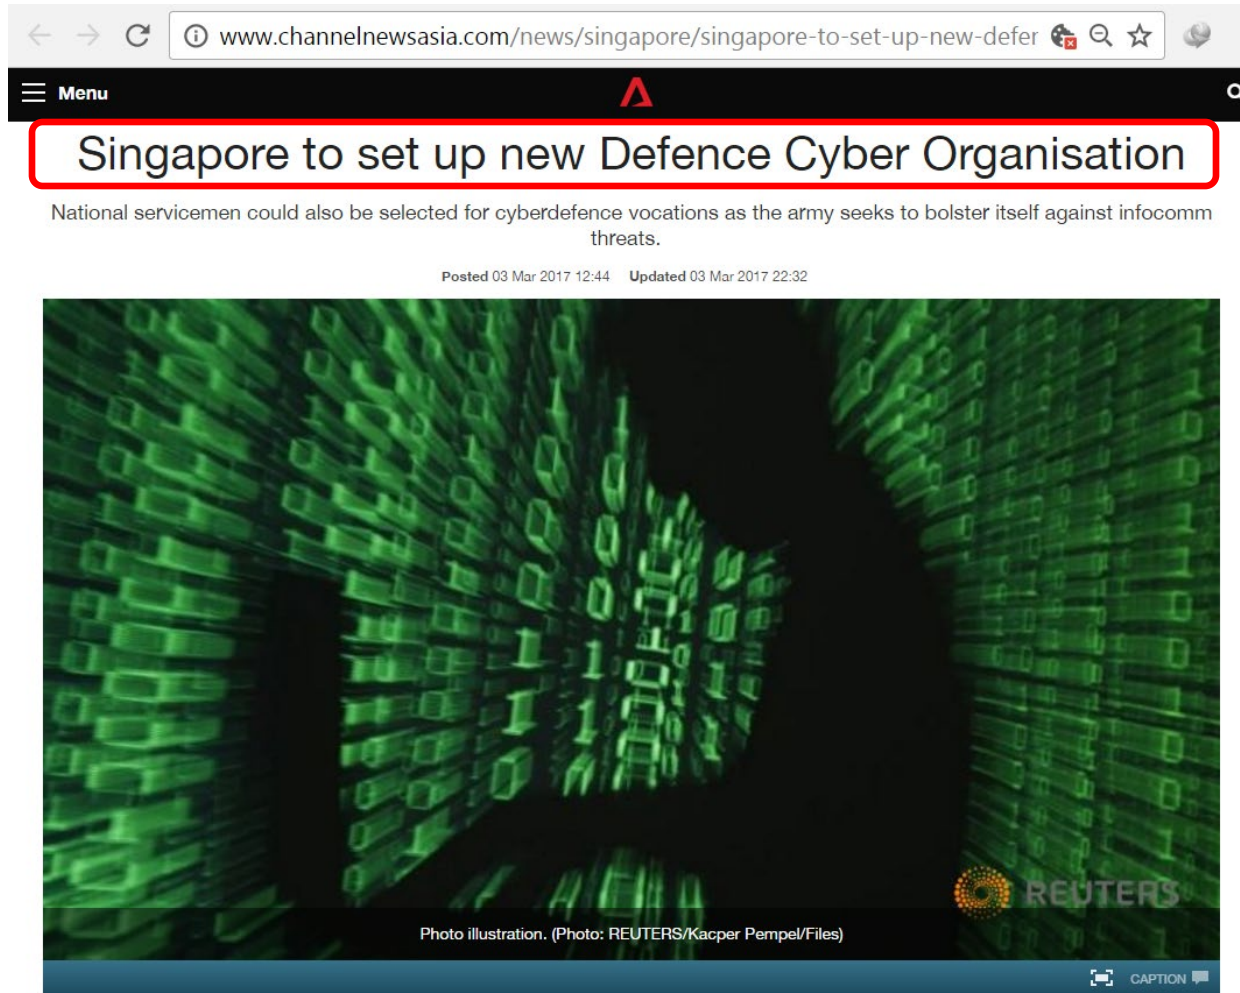 www.channelnewsasia.com/news/singapore/singapore-to-set-up-new-defer
Menu
Singapore to set up new Defence Cyber Organisation
National servicemen could also be selected for cyberdefence vocations as the army seeks to bolster itself against infocomm
threats.
Posted 03 Mar 2017 12:44 Updated 03 Mar 2017 22:32
REUTERS
Photo illustration. (Photo: REUTERS/Kacper Pempel/Files)
CAPTION